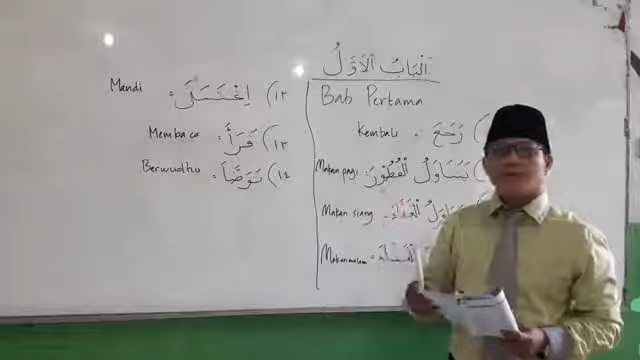 اَلْبَابُ الْأَوَّلُ
Bab Pertama
Kembali = رَجَعَ
Makan pagi = يَتَنَاوَلُ الْفُطُوْرَ
Makan siang = الْغَدَاءَ
Makan malam =
Mandi = اِغْتَسَلَ (١٢
Membaca = قَرَأَ (١٣
Berwudhu = تَوَضَّأَ (١٤